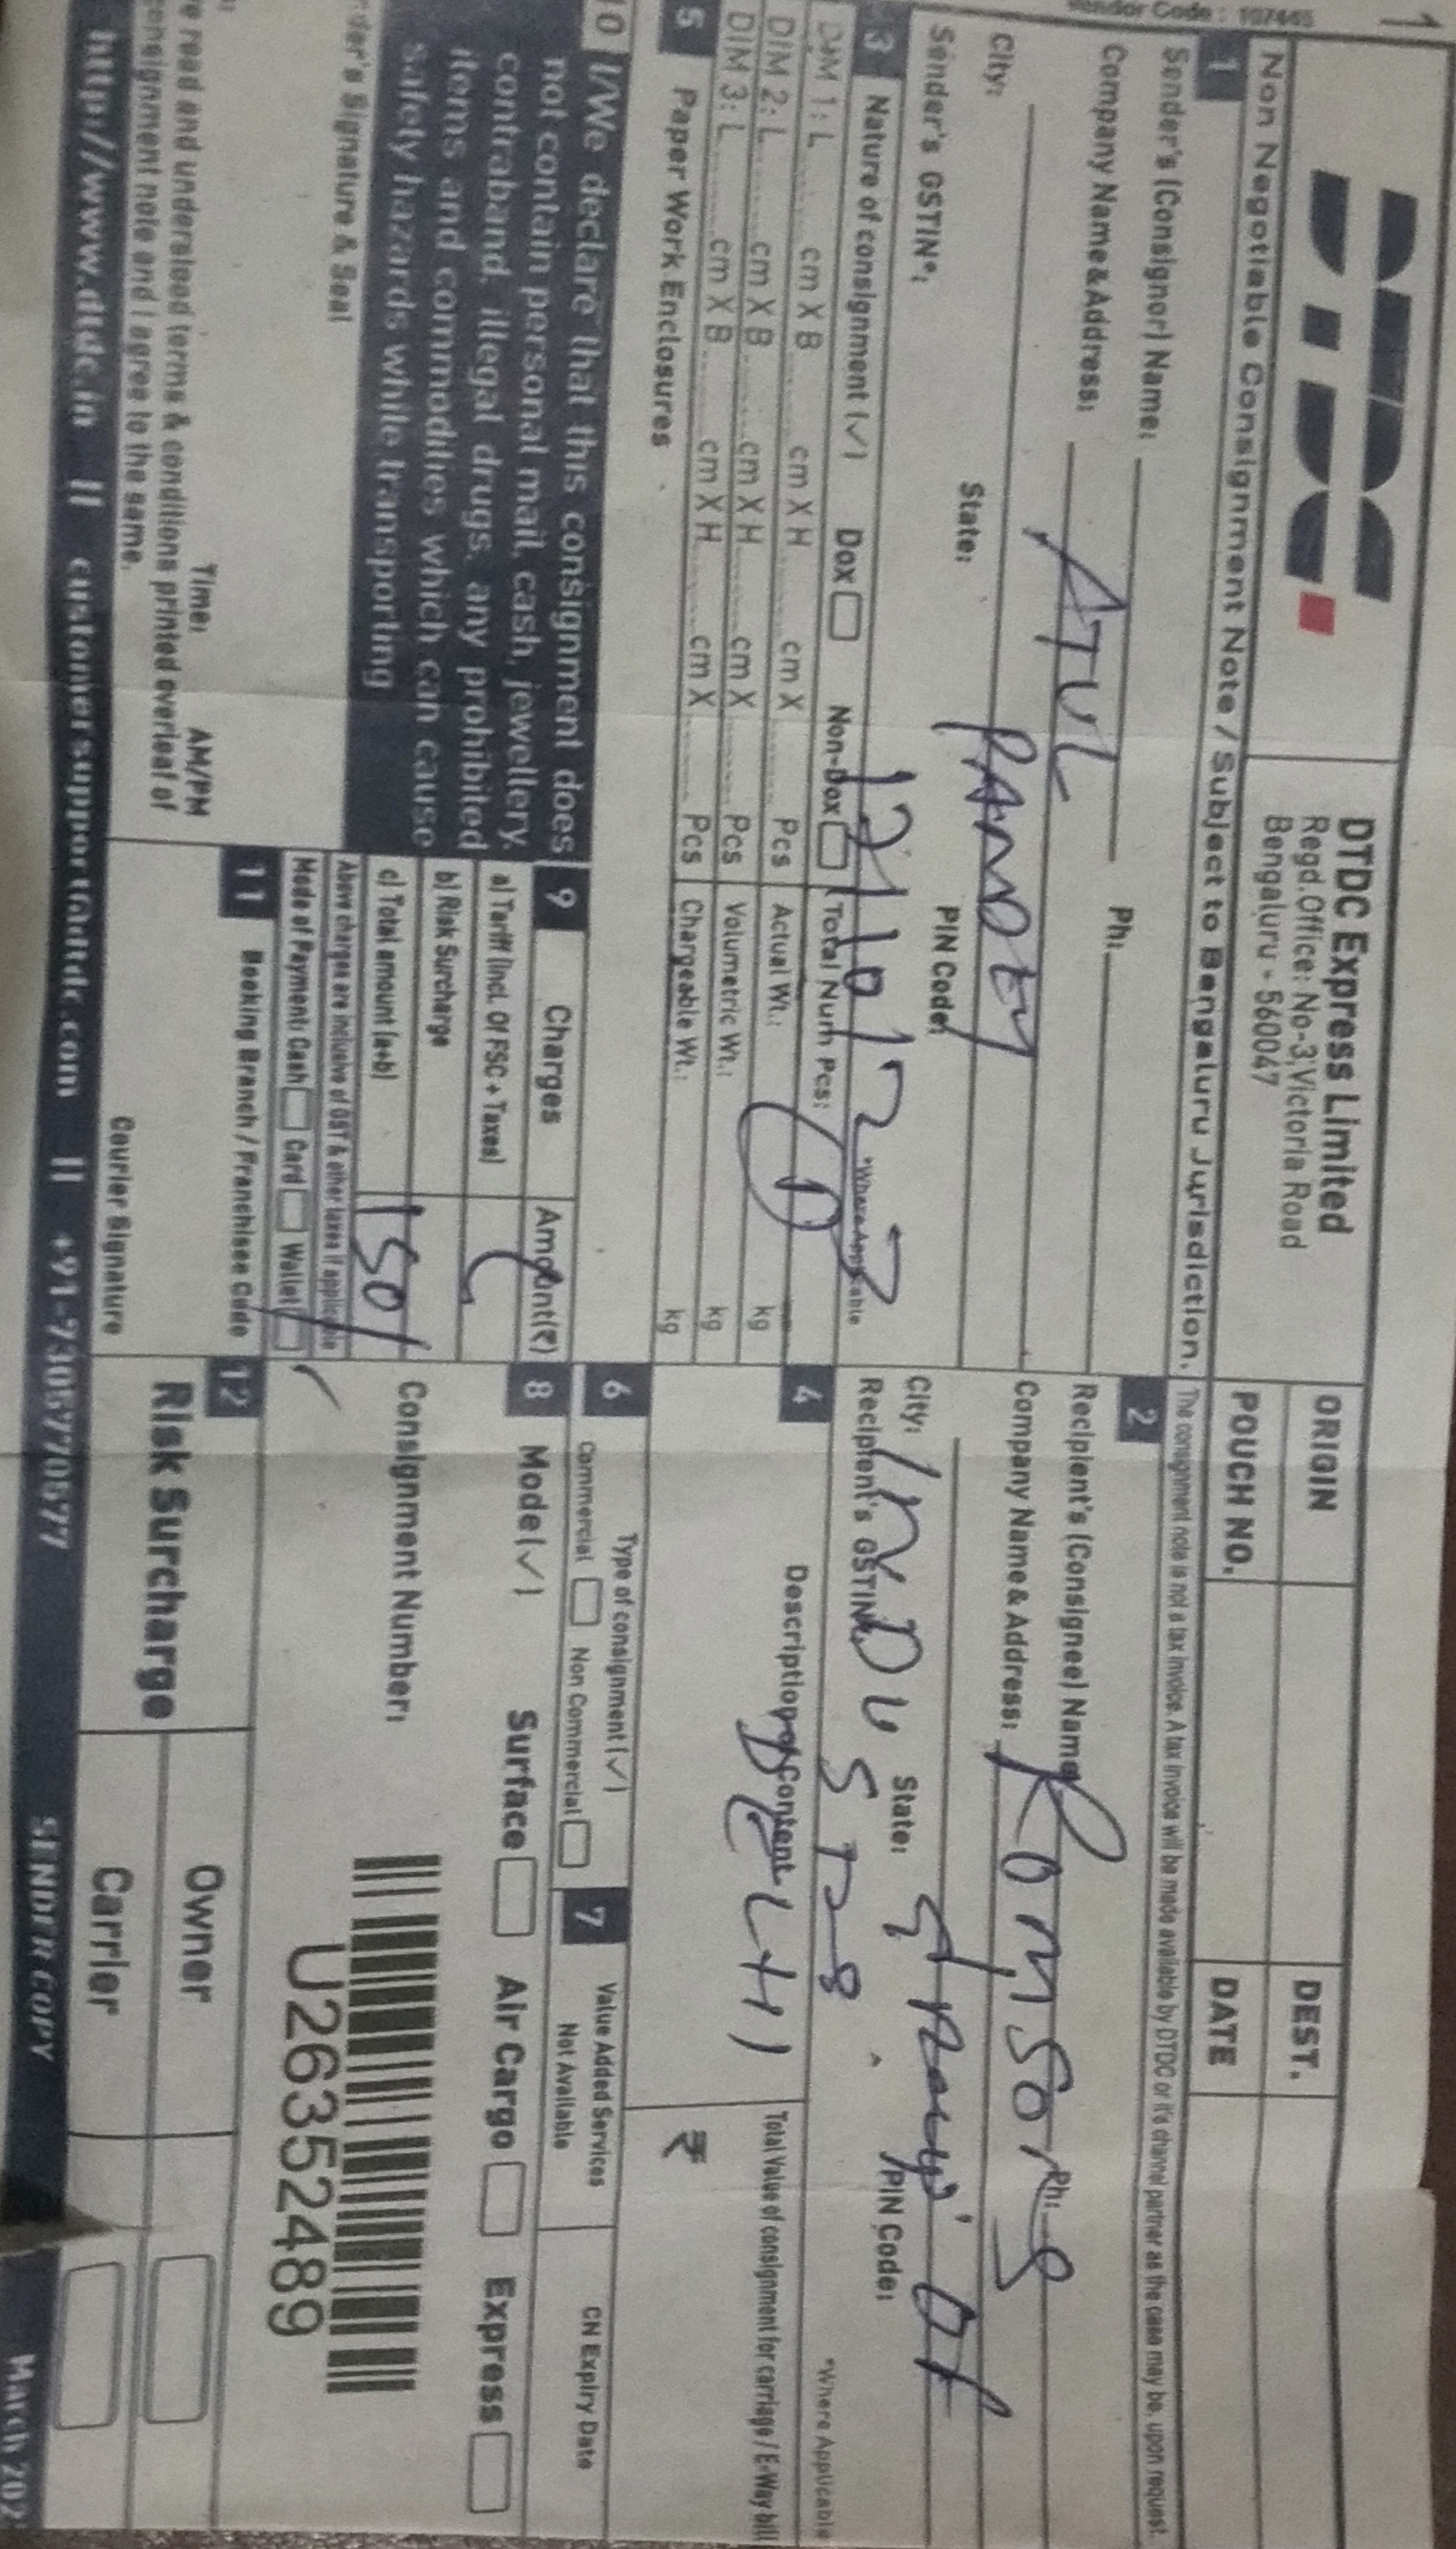 Vendor Code : 107465
DTDC
DTDC Express Limited
Regd.Office: No-3,Victoria Road
Bengaluru - 560047
ORIGIN
DEST.
POUCH NO.
DATE
Non Negotiable Consignment Note / Subject to Bengaluru Jurisdiction.
The consignment note is not a tax invoice. A tax invoice will be made available by DTDC or it's channel partner as the case may be, upon request.
1
Sender's (Consignor) Name:
Ph:
Company Name&Address:
ATUL
PANDEY
City:
State:
PIN Code:
Sender's GSTIN*:
12/10/23
*Where Applicable
2
Recipient's (Consignee) Name
Ph:
Company Name & Address:
Romsons
City:
State:
PIN Code:
INDUSTR
Recipient's GSTIN
*Where Applicable
3
Nature of consignment (✓)
Dox
Non-Dox
Total Num Pcs:
DIM 1: L cm X B cm X H cm X Pcs
Actual Wt.: kg
1
DIM 2: L cm X B cm X H cm X Pcs
Volumetric Wt.: kg
DIM 3: L cm X B cm X H cm X Pcs
Chargeable Wt.: kg
4
Description of Content
DELHI
Total Value of consignment for carriage / E-Way bill
₹
5
Paper Work Enclosures
6
Type of consignment (✓)
Commercial
Non Commercial
7
Value Added Services
Not Available
CN Expiry Date
8
Mode (✓)
Surface
Air Cargo
Express
Consignment Number:
U26352489
9
Charges
Amount(₹)
a) Tariff (Incl. Of FSC + Taxes)
b) Risk Surcharge
c) Total amount (a+b)
150/
Above charges are inclusive of GST & other taxes if applicable
Mode of Payment: Cash Card Wallet
10
I/We declare that this consignment does
not contain personal mail, cash, jewellery,
contraband, illegal drugs, any prohibited
items and commodities which can cause
safety hazards while transporting
der's Signature & Seal
Time:
AM/PM
e read and understood terms & conditions printed overleaf of
onsignment note and I agree to the same.
11
Booking Branch / Franchisee Code
Courier Signature
12
Risk Surcharge
Owner
Carrier
http://www.dtdc.in || customersupport@dtdc.com || +91-7305770577
SENDER COPY
March 202